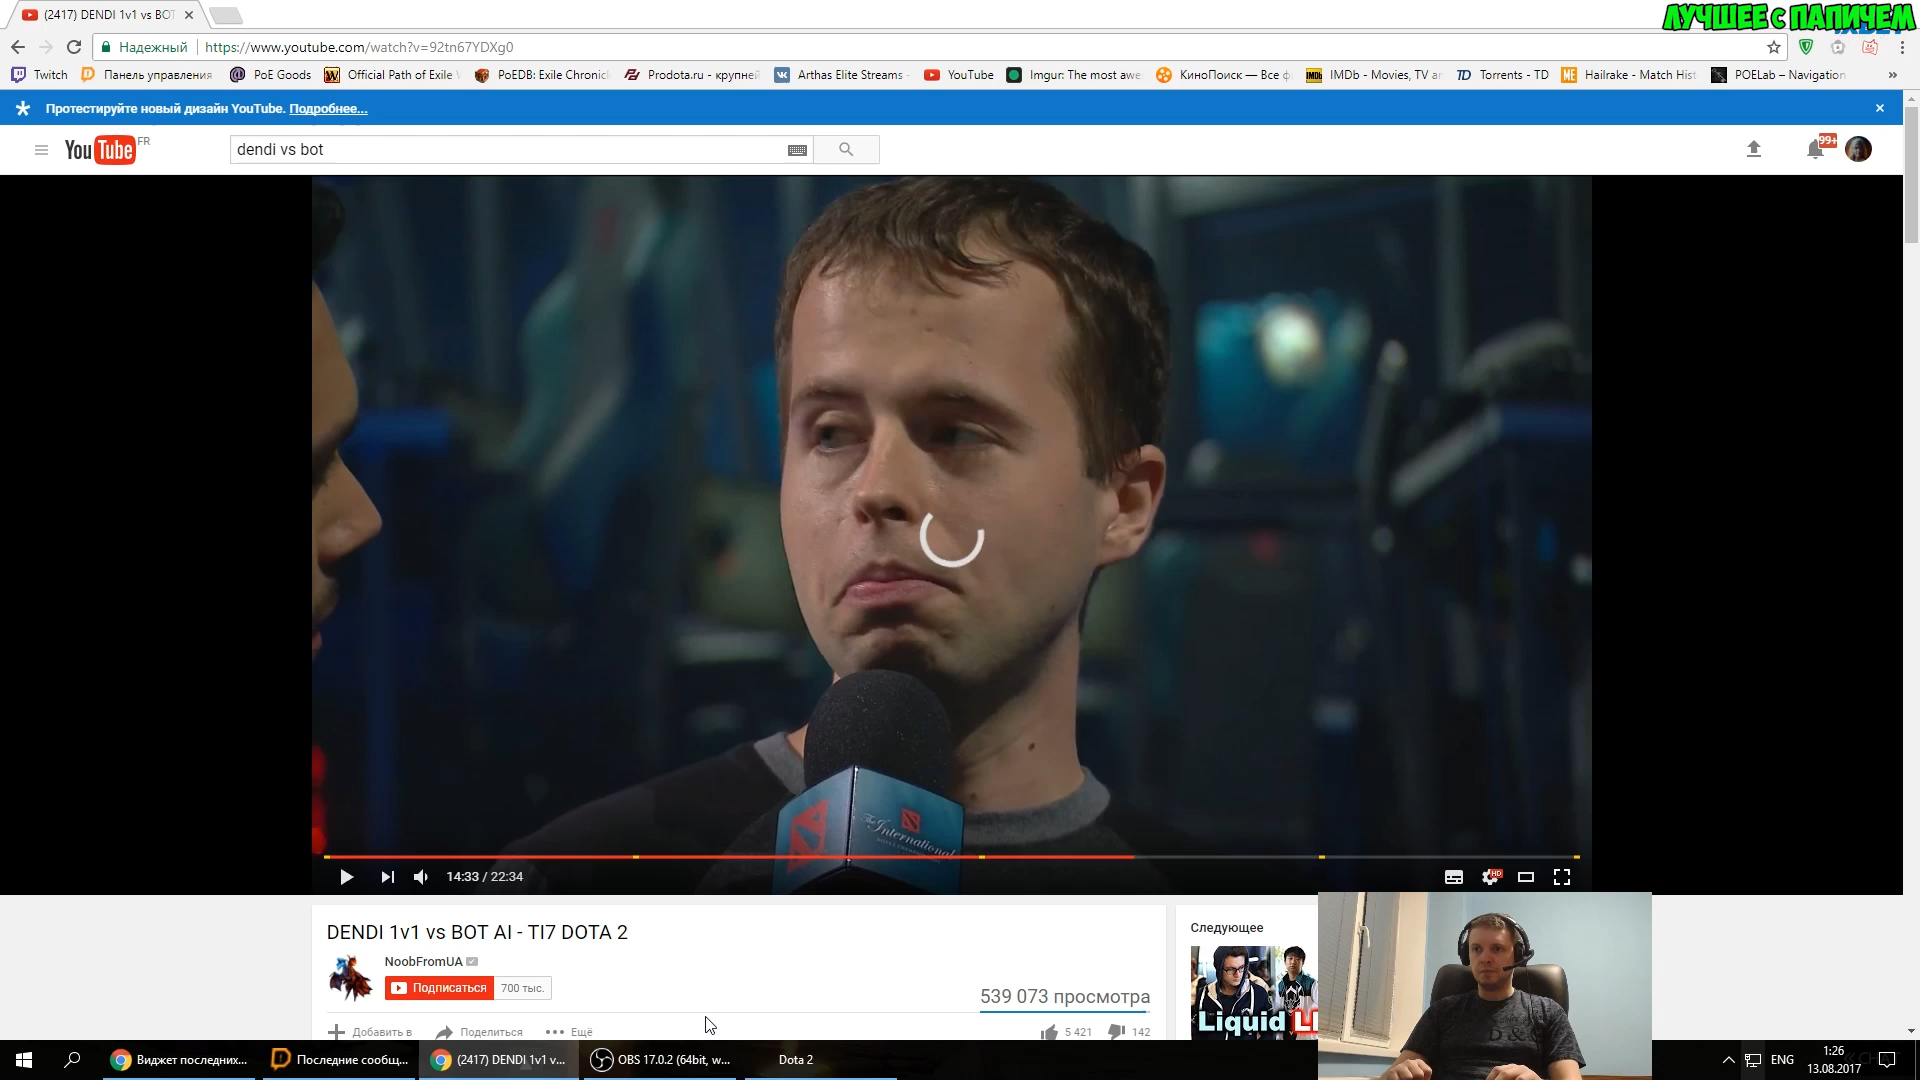 (2417) DENDI 1v1 vs BOT
ЛУЧШЕЕ с ПАПИЧЕМ
Надежный
https://www.youtube.com/watch?v=92tn67YDXg0
Twitch
Панель управления
PoE Goods
Official Path of Exile
PoEDB: Exile Chronicl
Prodota.ru - крупней
Arthas Elite Streams -
YouTube
Imgur: The most awe
КиноПоиск — Все ф
IMDb - Movies, TV a
Torrents - TD
Hailrake - Match Hist
POELab – Navigation
Протестируйте новый дизайн YouTube. Подробнее...
YouTube FR
dendi vs bot
99+
The International
14:33 / 22:34
HD
DENDI 1v1 vs BOT AI - TI7 DOTA 2
NoobFromUA
Подписаться
700 тыс.
539 073 просмотра
Добавить в
Поделиться
Ещё
5 421
142
Следующее
Liquid
D & G
Виджет последних...
Последние сообщ...
(2417) DENDI 1v1 v...
OBS 17.0.2 (64bit, w...
Dota 2
ENG
1:26
13.08.2017